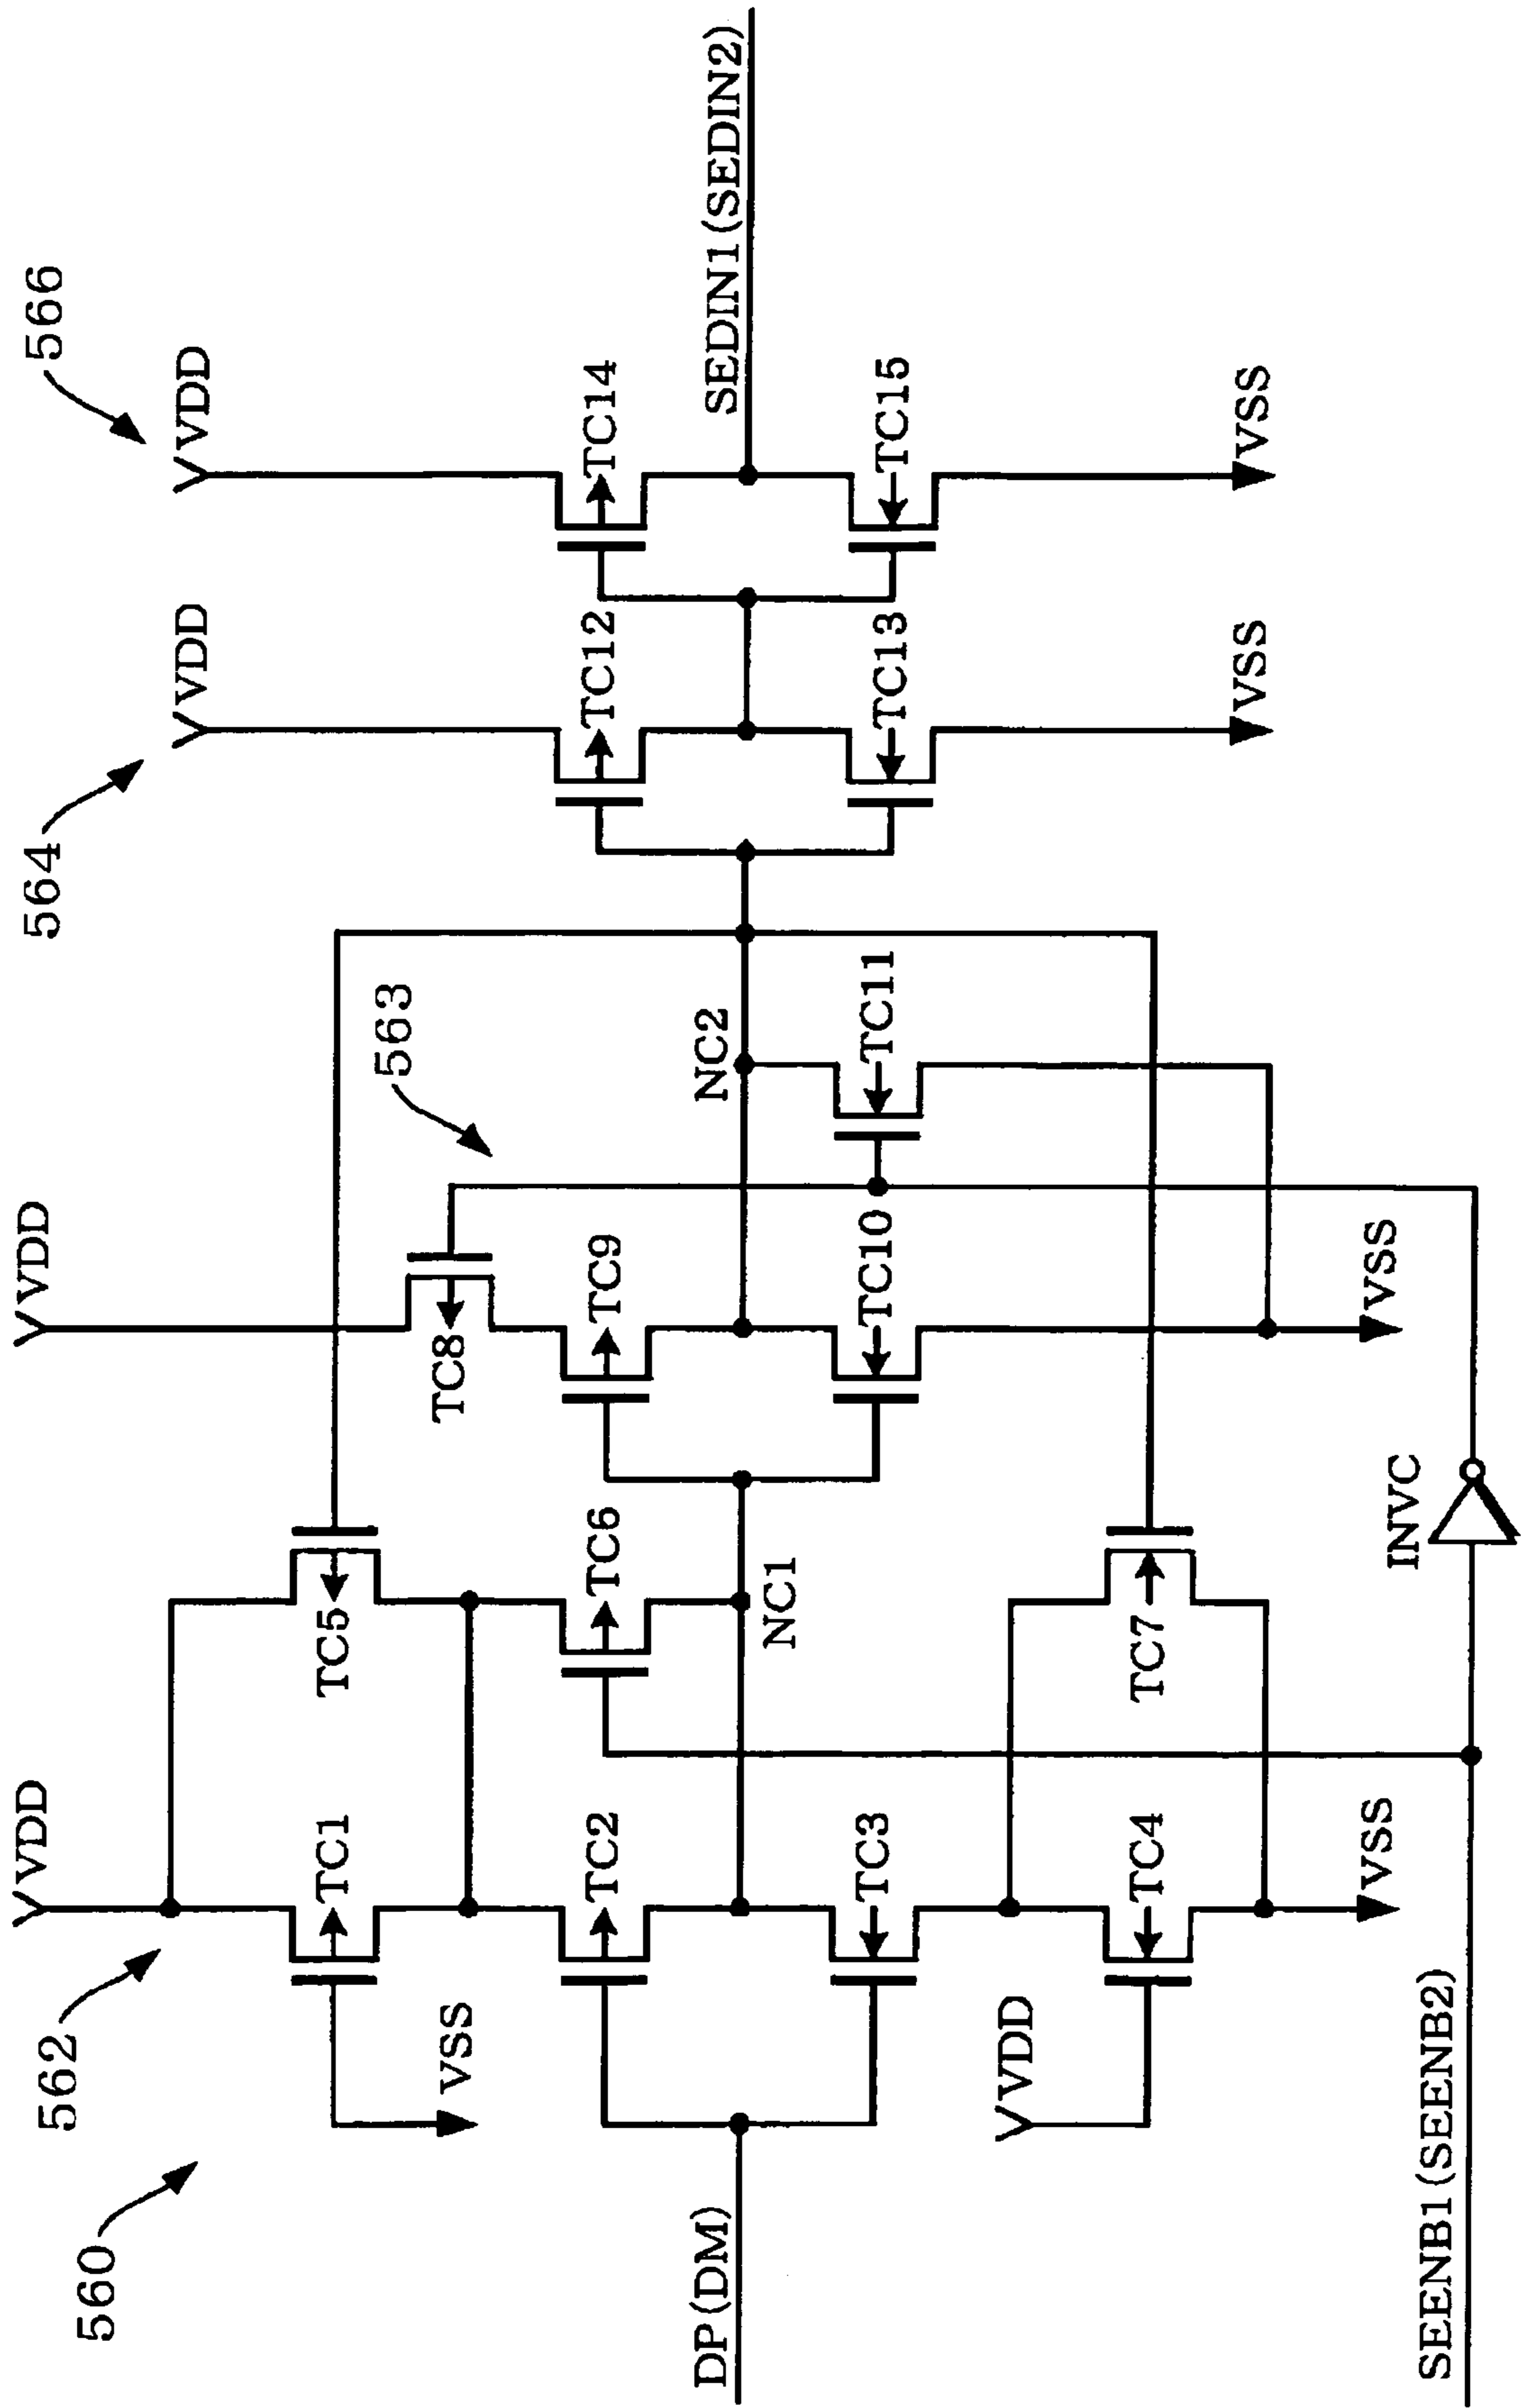 560
562
563
564
566
VDD
VDD
VDD
VDD
TC1
TC5
VSS
TC8
TC2
TC6
TC9
TC12
TC14
DP(DM)
NC1
NC2
SEDIN1(SEDIN2)
TC3
TC10
TC11
TC13
TC15
VDD
TC4
TC7
VSS
VSS
VSS
VSS
INVC
SEENB1(SEENB2)